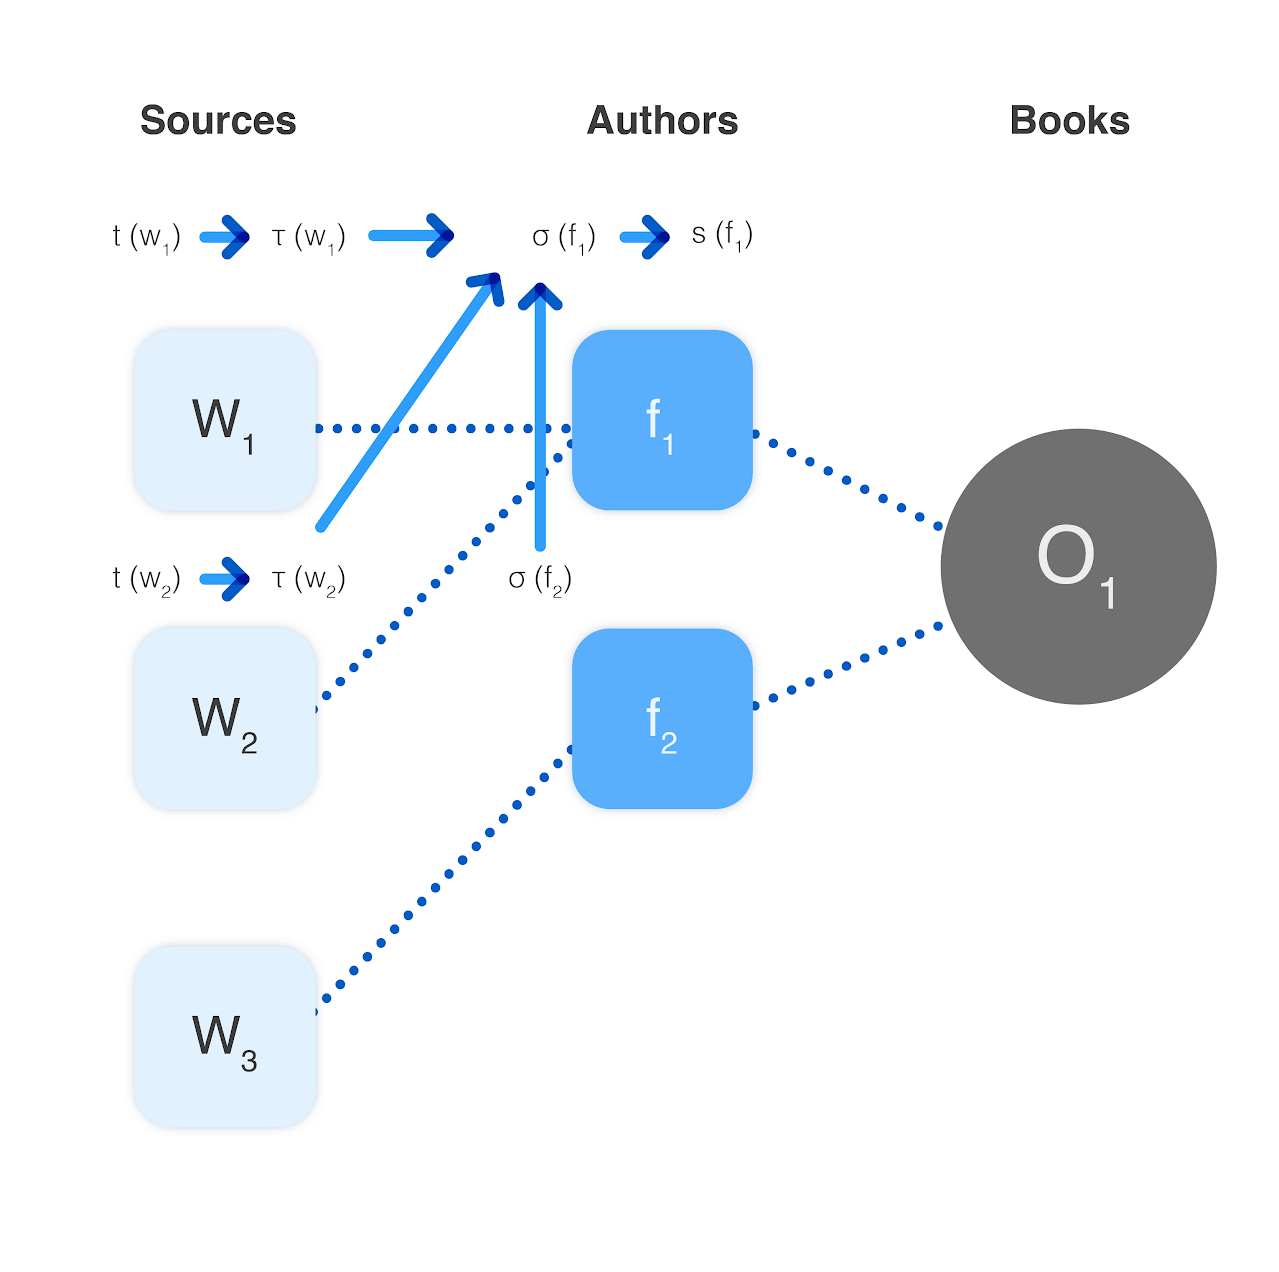 Sources Authors Books
t (w₁) τ (w₁) σ (f₁) s (f₁)
W₁ f₁
O₁
t (w₂) τ (w₂) σ (f₂)
W₂ f₂
W₃